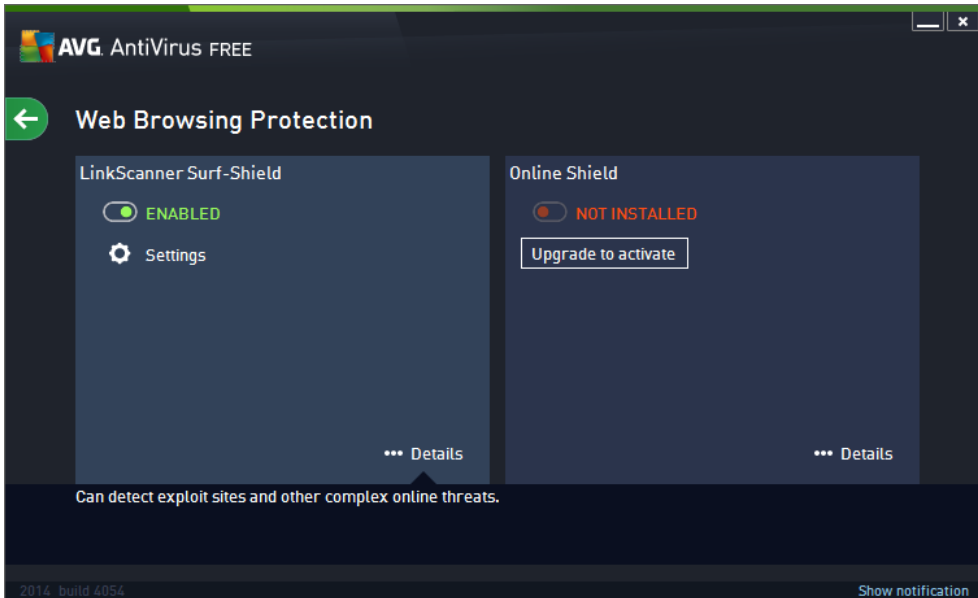 AVG. AntiVirus FREE
Web Browsing Protection
LinkScanner Surf-Shield
ENABLED
Settings
••• Details
Online Shield
NOT INSTALLED
Upgrade to activate
••• Details
Can detect exploit sites and other complex online threats.
2014 build 4054
Show notification